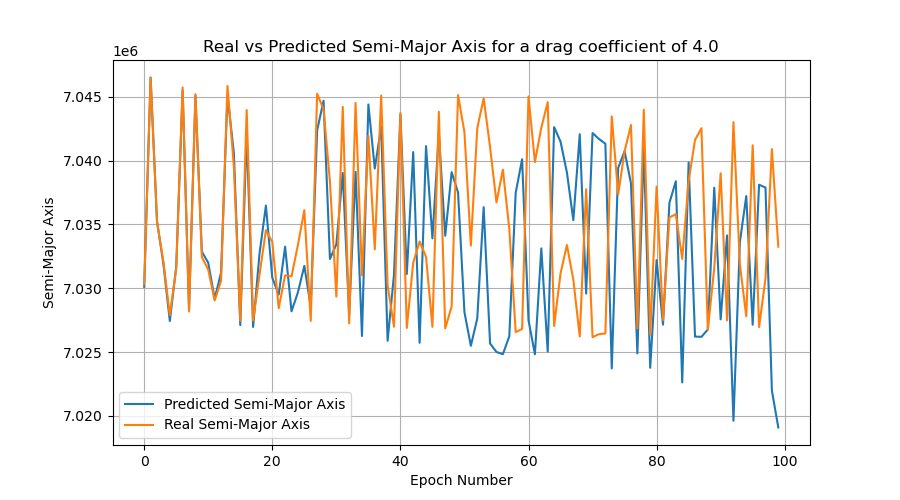 Real vs Predicted Semi-Major Axis for a drag coefficient of 4.0
1e6
7.045
7.040
7.035
7.030
7.025
7.020
Semi-Major Axis
Predicted Semi-Major Axis
Real Semi-Major Axis
0 20 40 60 80 100
Epoch Number